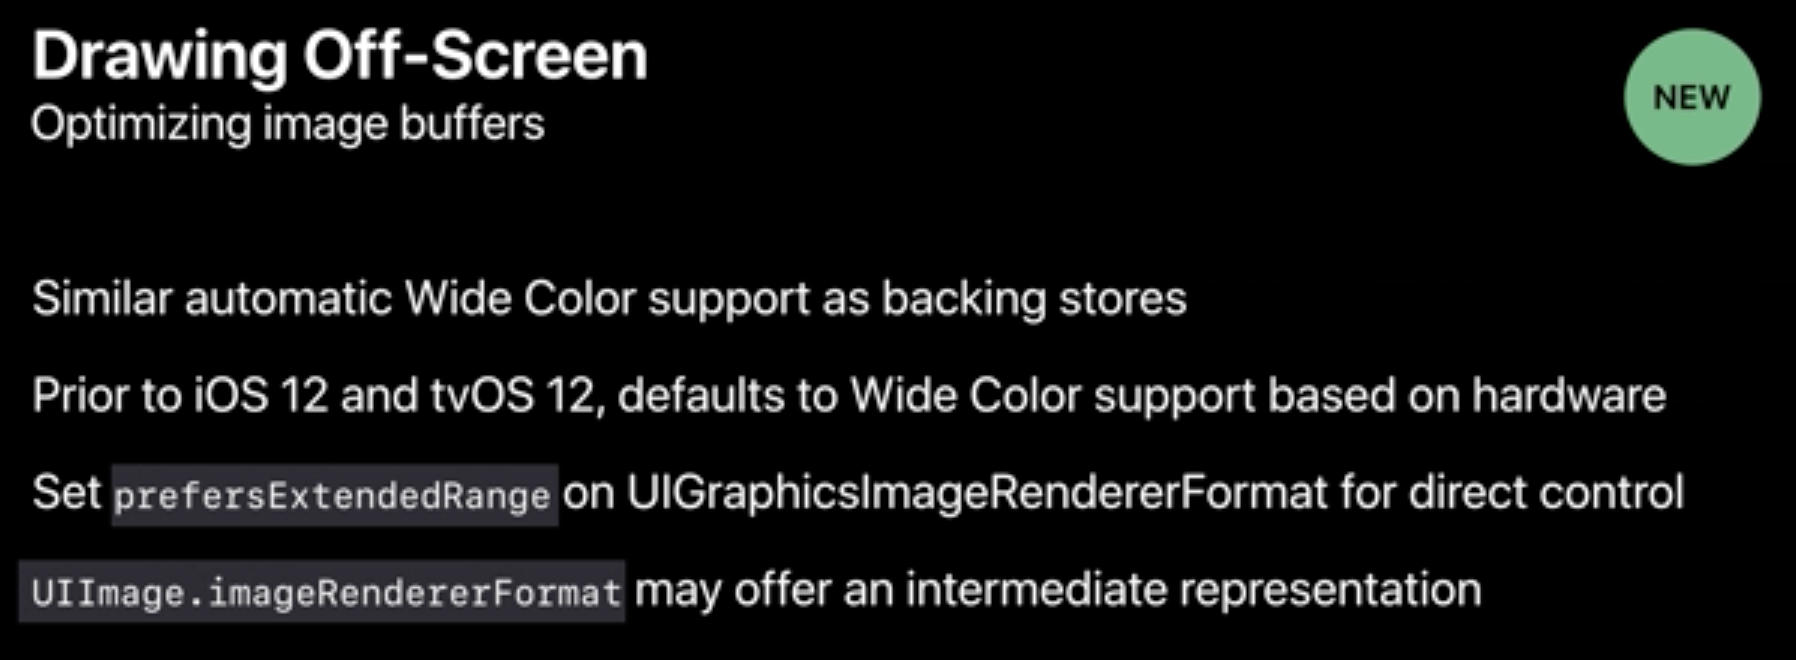 Drawing Off-Screen
NEW
Optimizing image buffers
Similar automatic Wide Color support as backing stores
Prior to iOS 12 and tvOS 12, defaults to Wide Color support based on hardware
Set prefersExtendedRange on UIGraphicsImageRendererFormat for direct control
UIImage.imageRendererFormat may offer an intermediate representation